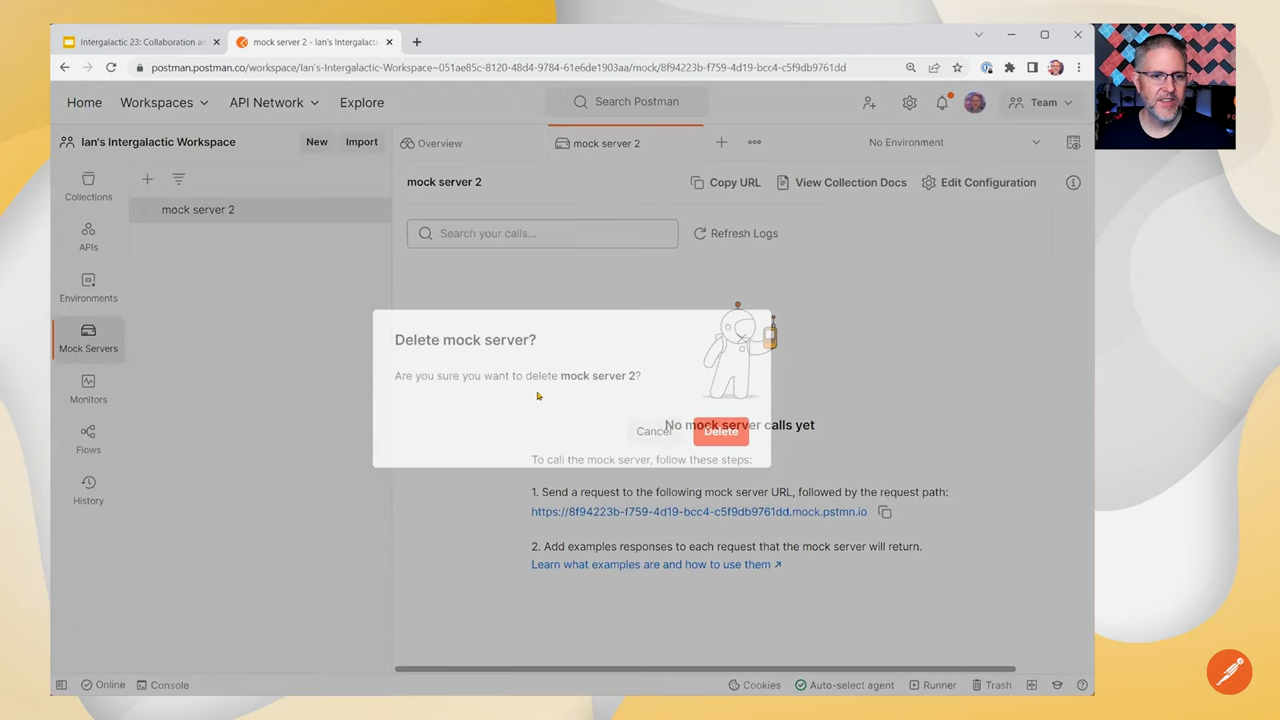 Intergalactic 23: Collaboration a
mock server 2 - Ian's Intergalacti
postman.postman.co/workspace/Ian's-Intergalactic-Workspace~051ae85c-8120-48d4-9784-61e6de1903aa/mock/8f94223b-f759-4d19-bcc4-c5f9db9761dd
Home
Workspaces
API Network
Explore
Search Postman
Team
Ian's Intergalactic Workspace
New
Import
Overview
mock server 2
No Environment
Collections
APIs
Environments
Mock Servers
Monitors
Flows
History
mock server 2
mock server 2
Copy URL
View Collection Docs
Edit Configuration
Search your calls...
Refresh Logs
Delete mock server?
Are you sure you want to delete mock server 2?
Cancel
Delete
No mock server calls yet
To call the mock server, follow these steps:
1. Send a request to the following mock server URL, followed by the request path:
https://8f94223b-f759-4d19-bcc4-c5f9db9761dd.mock.pstmn.io
2. Add examples responses to each request that the mock server will return.
Learn what examples are and how to use them
Online
Console
Cookies
Auto-select agent
Runner
Trash